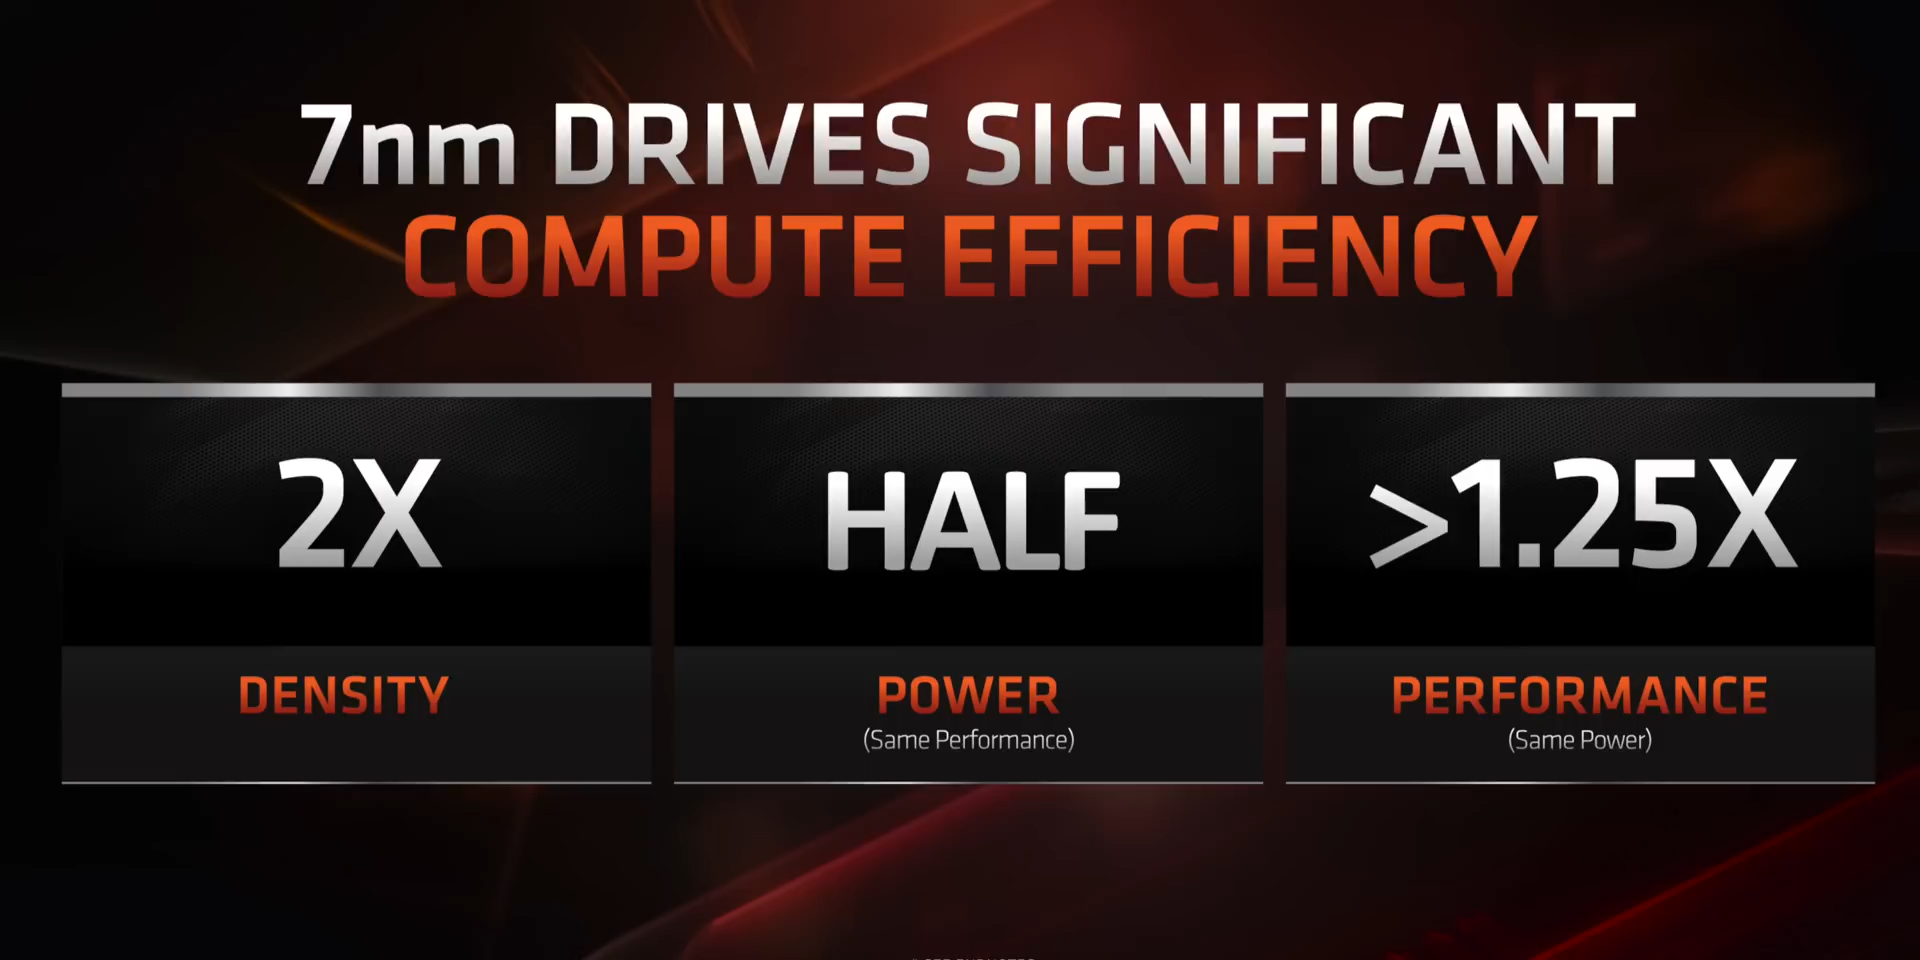 7nm DRIVES SIGNIFICANT
COMPUTE EFFICIENCY
2X
HALF
>1.25X
DENSITY
POWER
PERFORMANCE
(Same Performance)
(Same Power)